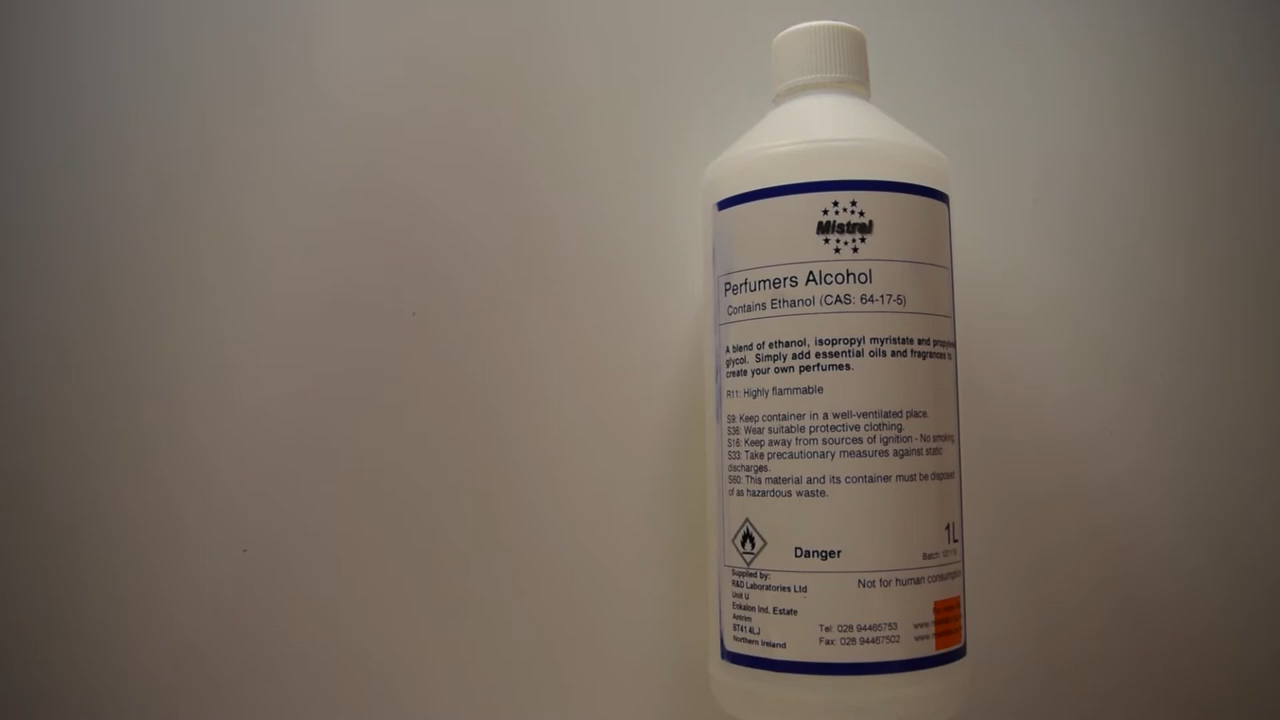 Mistral
Perfumers Alcohol
Contains Ethanol (CAS: 64-17-5)
A blend of ethanol, isopropyl myristate and propylene
glycol. Simply add essential oils and fragrances to
create your own perfumes.
R11: Highly flammable
S9: Keep container in a well-ventilated place.
S36: Wear suitable protective clothing.
S16: Keep away from sources of ignition - No smoking.
S33: Take precautionary measures against static
discharges.
S60: This material and its container must be disposed
of as hazardous waste.
1L
Danger
Batch:
Supplied by:
R&D Laboratories Ltd
Unit U
Enkalon Ind. Estate
Antrim
BT41 4LJ
Northern Ireland
Not for human consumption
Tel: 028 94465753
Fax: 028 94467502